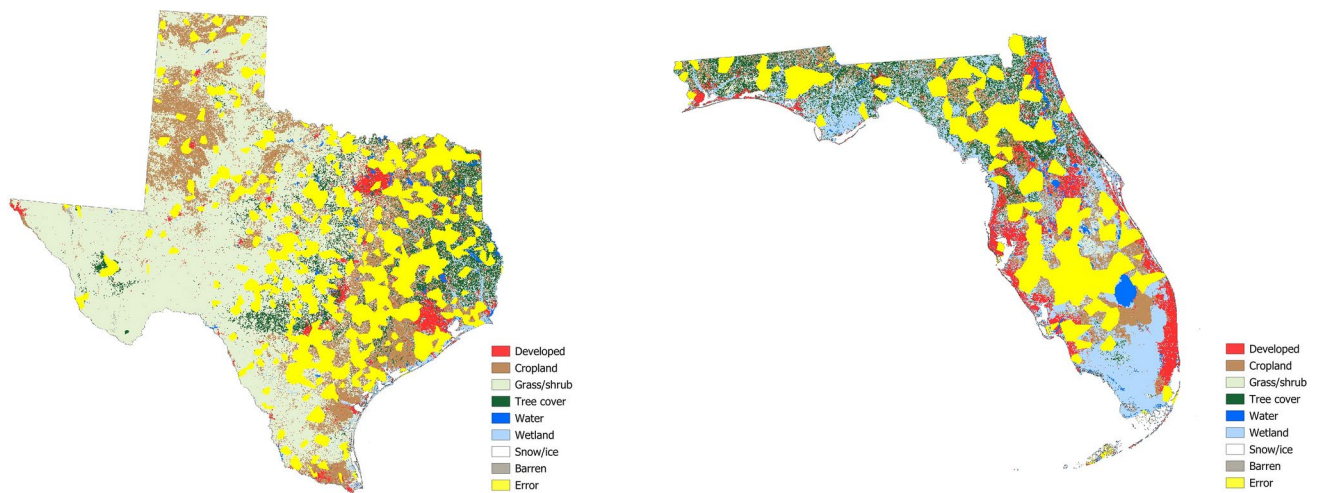 Developed
Cropland
Grass/shrub
Tree cover
Water
Wetland
Snow/ice
Barren
Error
Developed
Cropland
Grass/shrub
Tree cover
Water
Wetland
Snow/ice
Barren
Error